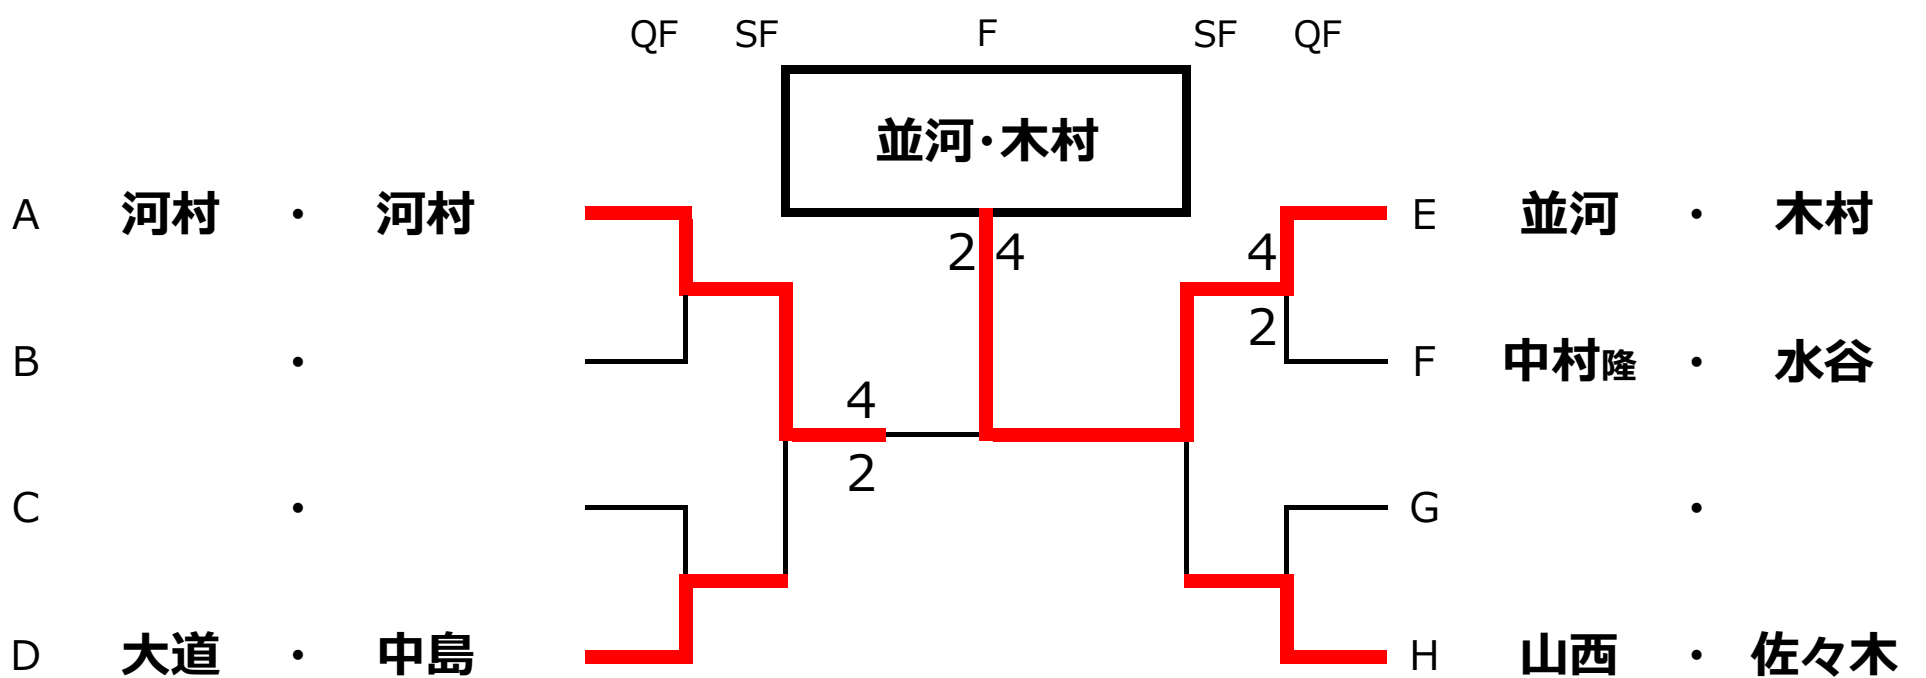 QF SF F SF QF
並河・木村
A 河村 ・ 河村
E 並河 ・ 木村
2 4
4
2
B ・
F 中村隆 ・ 水谷
4
2
C ・
G ・
D 大道 ・ 中島
H 山西 ・ 佐々木